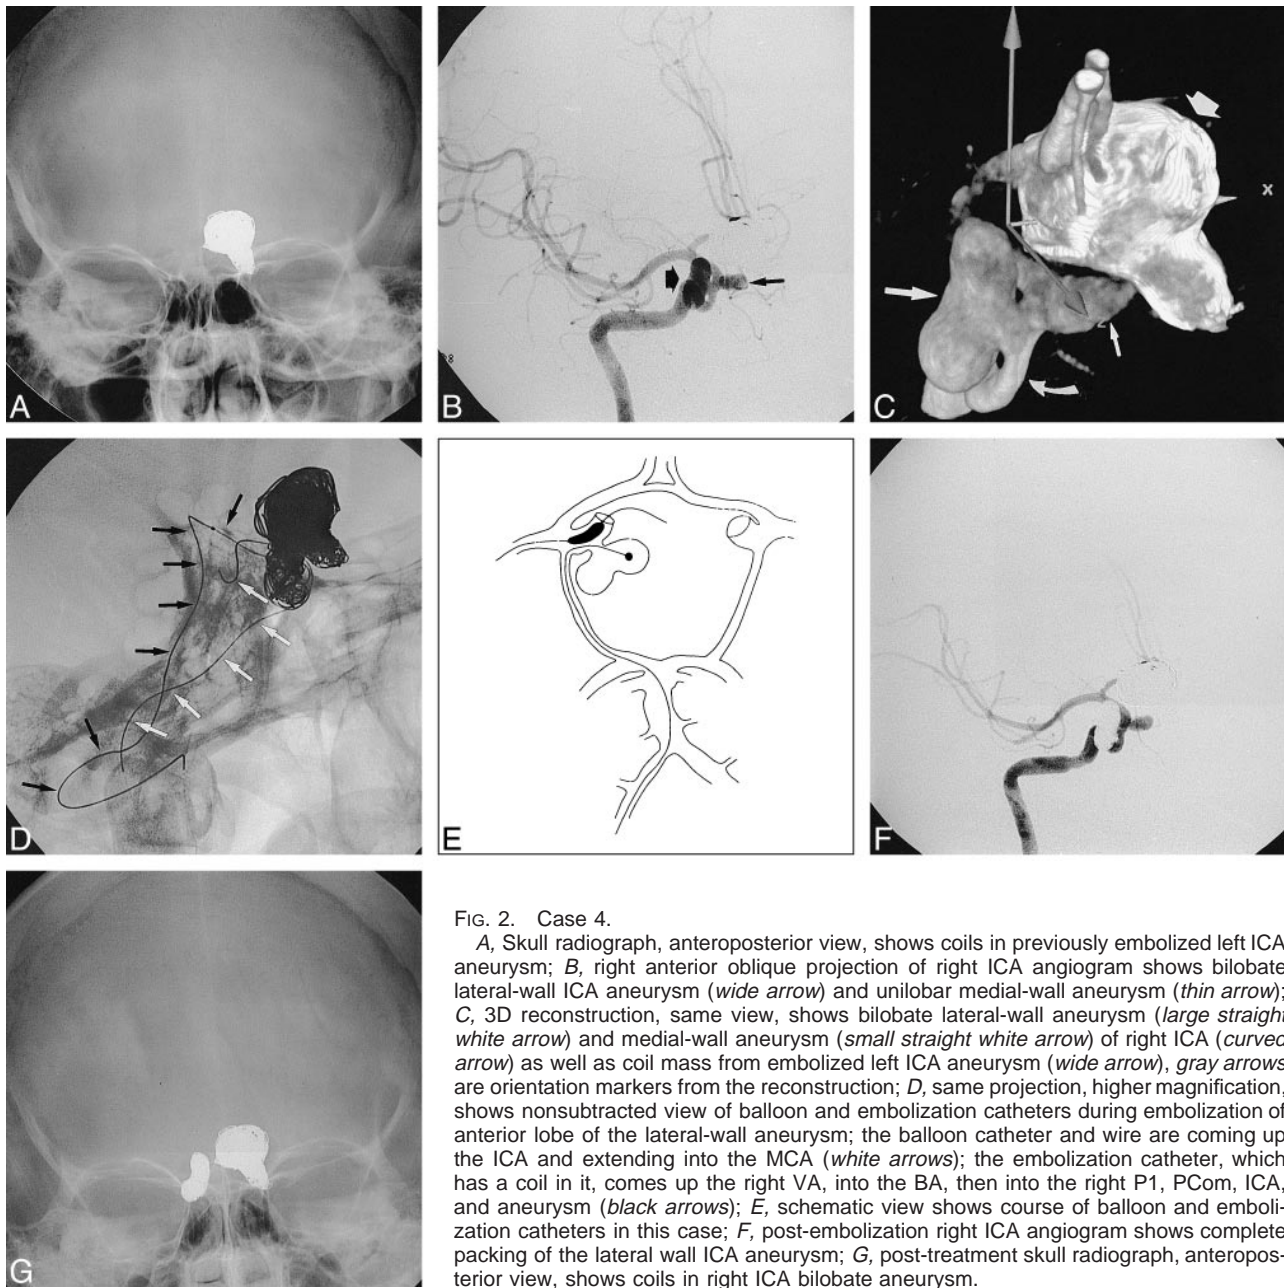 A
B
C
x
z
D
E
F
G
FIG. 2. Case 4.
A, Skull radiograph, anteroposterior view, shows coils in previously embolized left ICA
aneurysm; B, right anterior oblique projection of right ICA angiogram shows bilobate
lateral-wall ICA aneurysm (wide arrow) and unilobar medial-wall aneurysm (thin arrow);
C, 3D reconstruction, same view, shows bilobate lateral-wall aneurysm (large straight
white arrow) and medial-wall aneurysm (small straight white arrow) of right ICA (curved
arrow) as well as coil mass from embolized left ICA aneurysm (wide arrow), gray arrows
are orientation markers from the reconstruction; D, same projection, higher magnification,
shows nonsubtracted view of balloon and embolization catheters during embolization of
anterior lobe of the lateral-wall aneurysm; the balloon catheter and wire are coming up
the ICA and extending into the MCA (white arrows); the embolization catheter, which
has a coil in it, comes up the right VA, into the BA, then into the right P1, PCom, ICA,
and aneurysm (black arrows); E, schematic view shows course of balloon and emboli-
zation catheters in this case; F, post-embolization right ICA angiogram shows complete
packing of the lateral wall ICA aneurysm; G, post-treatment skull radiograph, anteropos-
terior view, shows coils in right ICA bilobate aneurysm.